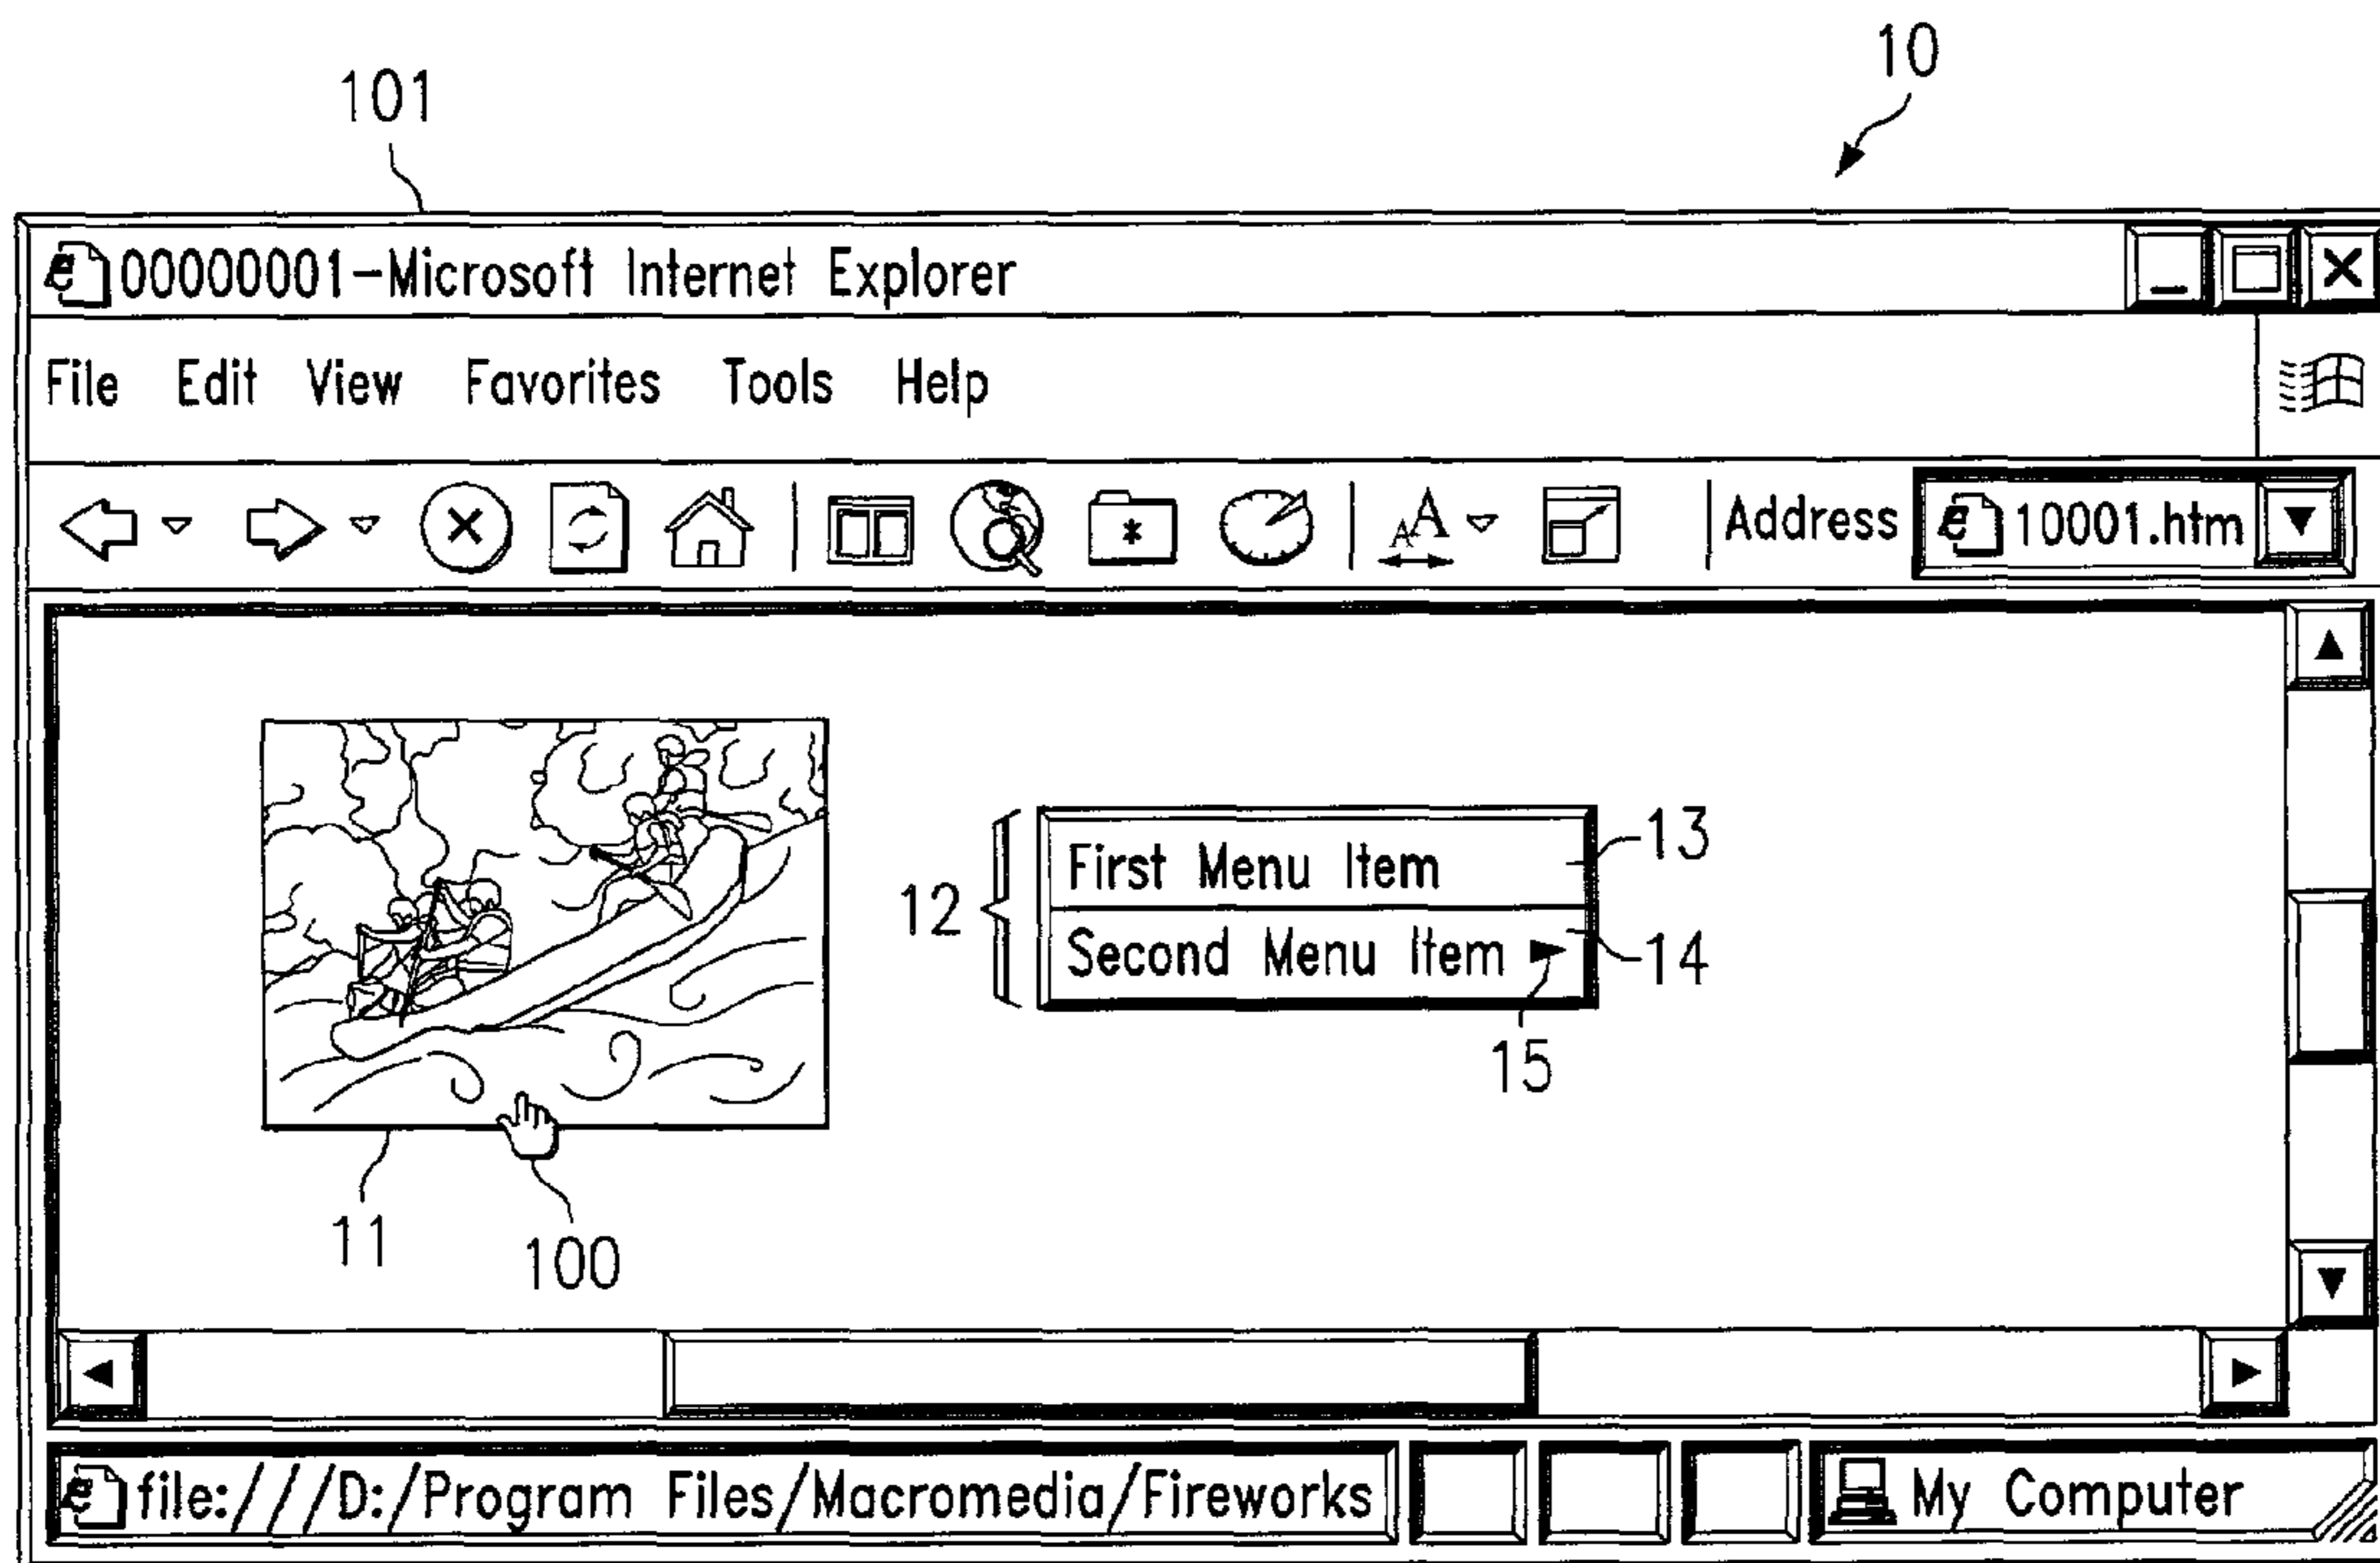 10
101
00000001-Microsoft Internet Explorer
File Edit View Favorites Tools Help
AA Address 10001.htm
First Menu Item 13
12
Second Menu Item 14
15
11
100
file:///D:/Program Files/Macromedia/Fireworks My Computer